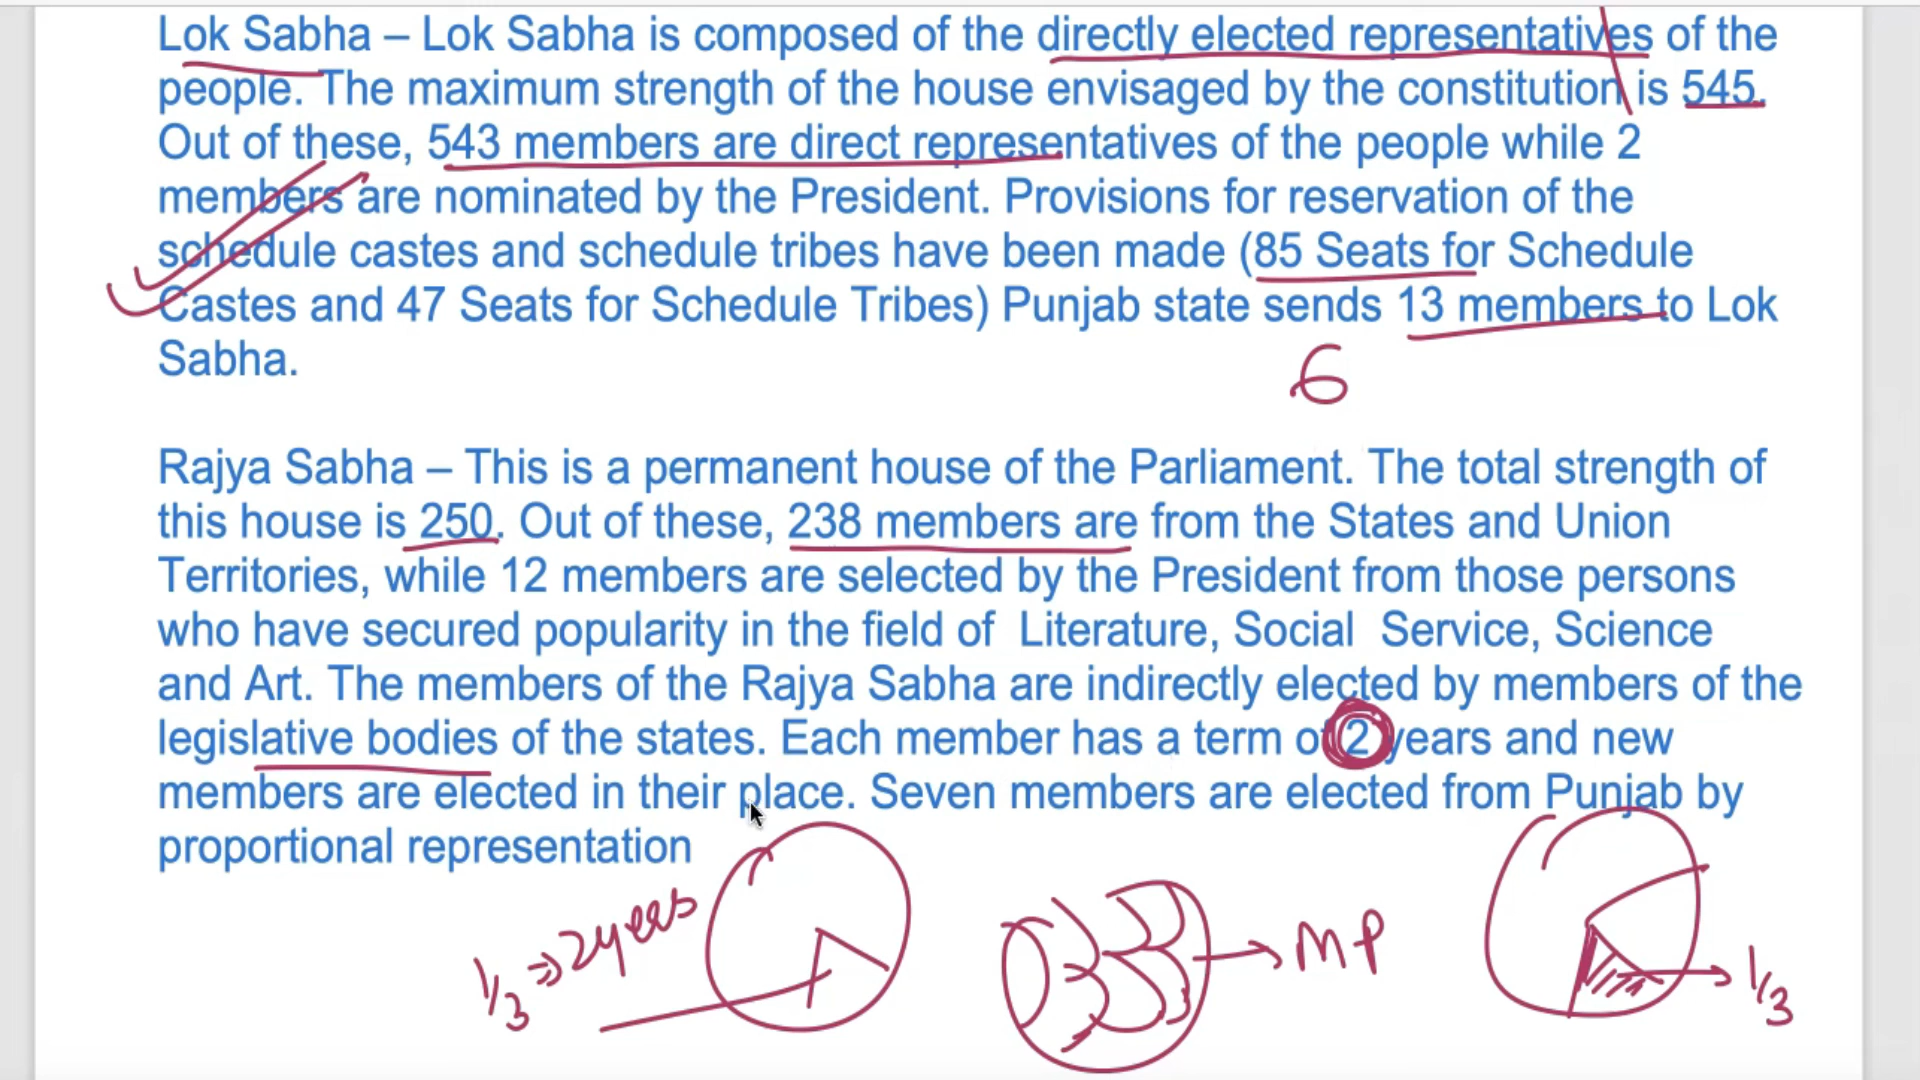 Lok Sabha – Lok Sabha is composed of the directly elected representatives of the
people. The maximum strength of the house envisaged by the constitution is 545.
Out of these, 543 members are direct representatives of the people while 2
members are nominated by the President. Provisions for reservation of the
schedule castes and schedule tribes have been made (85 Seats for Schedule
Castes and 47 Seats for Schedule Tribes) Punjab state sends 13 members to Lok
Sabha.
6
Rajya Sabha – This is a permanent house of the Parliament. The total strength of
this house is 250. Out of these, 238 members are from the States and Union
Territories, while 12 members are selected by the President from those persons
who have secured popularity in the field of Literature, Social Service, Science
and Art. The members of the Rajya Sabha are indirectly elected by members of the
legislative bodies of the states. Each member has a term of 2 years and new
members are elected in their place. Seven members are elected from Punjab by
proportional representation
1/3 ⇒ 2 years
→ MP
→ 1/3